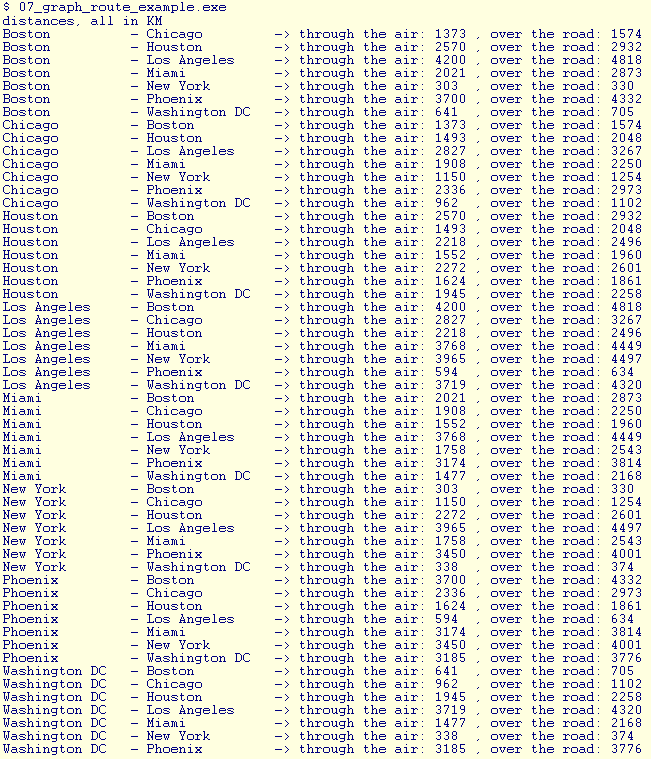 $ 07_graph_route_example.exe
distances, all in KM
Boston          - Chicago         -> through the air: 1373 , over the road: 1574
Boston          - Houston         -> through the air: 2570 , over the road: 2932
Boston          - Los Angeles     -> through the air: 4200 , over the road: 4818
Boston          - Miami           -> through the air: 2021 , over the road: 2873
Boston          - New York        -> through the air: 303  , over the road: 330
Boston          - Phoenix         -> through the air: 3700 , over the road: 4332
Boston          - Washington DC   -> through the air: 641  , over the road: 705
Chicago         - Boston          -> through the air: 1373 , over the road: 1574
Chicago         - Houston         -> through the air: 1493 , over the road: 2048
Chicago         - Los Angeles     -> through the air: 2827 , over the road: 3267
Chicago         - Miami           -> through the air: 1908 , over the road: 2250
Chicago         - New York        -> through the air: 1150 , over the road: 1254
Chicago         - Phoenix         -> through the air: 2336 , over the road: 2973
Chicago         - Washington DC   -> through the air: 962  , over the road: 1102
Houston         - Boston          -> through the air: 2570 , over the road: 2932
Houston         - Chicago         -> through the air: 1493 , over the road: 2048
Houston         - Los Angeles     -> through the air: 2218 , over the road: 2496
Houston         - Miami           -> through the air: 1552 , over the road: 1960
Houston         - New York        -> through the air: 2272 , over the road: 2601
Houston         - Phoenix         -> through the air: 1624 , over the road: 1861
Houston         - Washington DC   -> through the air: 1945 , over the road: 2258
Los Angeles     - Boston          -> through the air: 4200 , over the road: 4818
Los Angeles     - Chicago         -> through the air: 2827 , over the road: 3267
Los Angeles     - Houston         -> through the air: 2218 , over the road: 2496
Los Angeles     - Miami           -> through the air: 3768 , over the road: 4449
Los Angeles     - New York        -> through the air: 3965 , over the road: 4497
Los Angeles     - Phoenix         -> through the air: 594  , over the road: 634
Los Angeles     - Washington DC   -> through the air: 3719 , over the road: 4320
Miami           - Boston          -> through the air: 2021 , over the road: 2873
Miami           - Chicago         -> through the air: 1908 , over the road: 2250
Miami           - Houston         -> through the air: 1552 , over the road: 1960
Miami           - Los Angeles     -> through the air: 3768 , over the road: 4449
Miami           - New York        -> through the air: 1758 , over the road: 2543
Miami           - Phoenix         -> through the air: 3174 , over the road: 3814
Miami           - Washington DC   -> through the air: 1477 , over the road: 2168
New York        - Boston          -> through the air: 303  , over the road: 330
New York        - Chicago         -> through the air: 1150 , over the road: 1254
New York        - Houston         -> through the air: 2272 , over the road: 2601
New York        - Los Angeles     -> through the air: 3965 , over the road: 4497
New York        - Miami           -> through the air: 1758 , over the road: 2543
New York        - Phoenix         -> through the air: 3450 , over the road: 4001
New York        - Washington DC   -> through the air: 338  , over the road: 374
Phoenix         - Boston          -> through the air: 3700 , over the road: 4332
Phoenix         - Chicago         -> through the air: 2336 , over the road: 2973
Phoenix         - Houston         -> through the air: 1624 , over the road: 1861
Phoenix         - Los Angeles     -> through the air: 594  , over the road: 634
Phoenix         - Miami           -> through the air: 3174 , over the road: 3814
Phoenix         - New York        -> through the air: 3450 , over the road: 4001
Phoenix         - Washington DC   -> through the air: 3185 , over the road: 3776
Washington DC   - Boston          -> through the air: 641  , over the road: 705
Washington DC   - Chicago         -> through the air: 962  , over the road: 1102
Washington DC   - Houston         -> through the air: 1945 , over the road: 2258
Washington DC   - Los Angeles     -> through the air: 3719 , over the road: 4320
Washington DC   - Miami           -> through the air: 1477 , over the road: 2168
Washington DC   - New York        -> through the air: 338  , over the road: 374
Washington DC   - Phoenix         -> through the air: 3185 , over the road: 3776